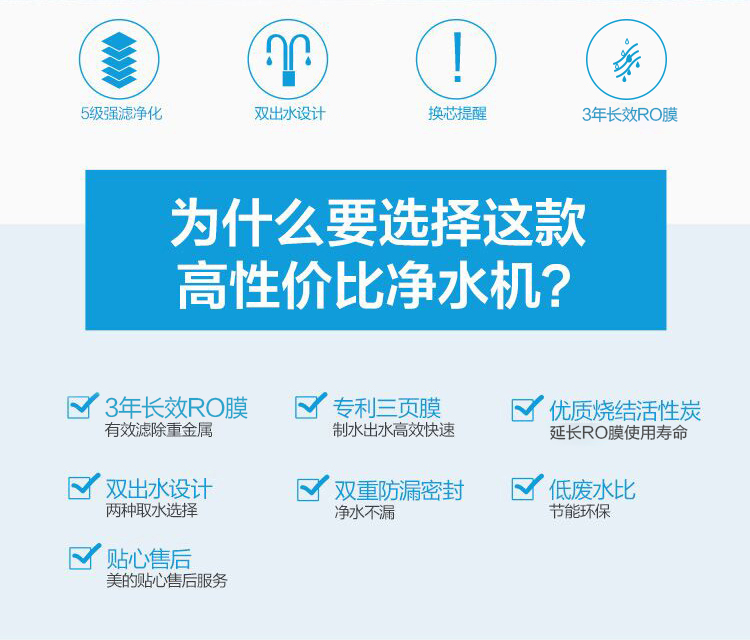 5级强滤净化 双出水设计 换芯提醒 3年长效RO膜
为什么要选择这款
高性价比净水机?
3年长效RO膜 专利三页膜 优质烧结活性炭
有效滤除重金属 制水出水高效快速 延长RO膜使用寿命
双出水设计 双重防漏密封 低废水比
两种取水选择 净水不漏 节能环保
贴心售后
美的贴心售后服务